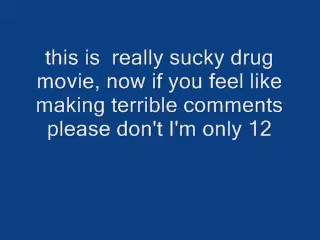 this is  really sucky drug
movie, now if you feel like
making terrible comments
please don't I'm only 12